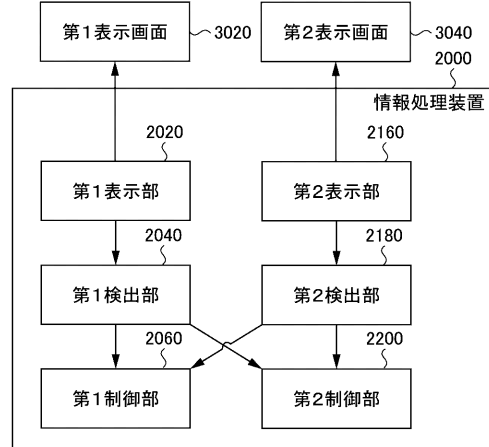 第1表示画面
3020
第2表示画面
3040
2000
情報処理装置
2020
第1表示部
2160
第2表示部
2040
第1検出部
2180
第2検出部
2060
第1制御部
2200
第2制御部